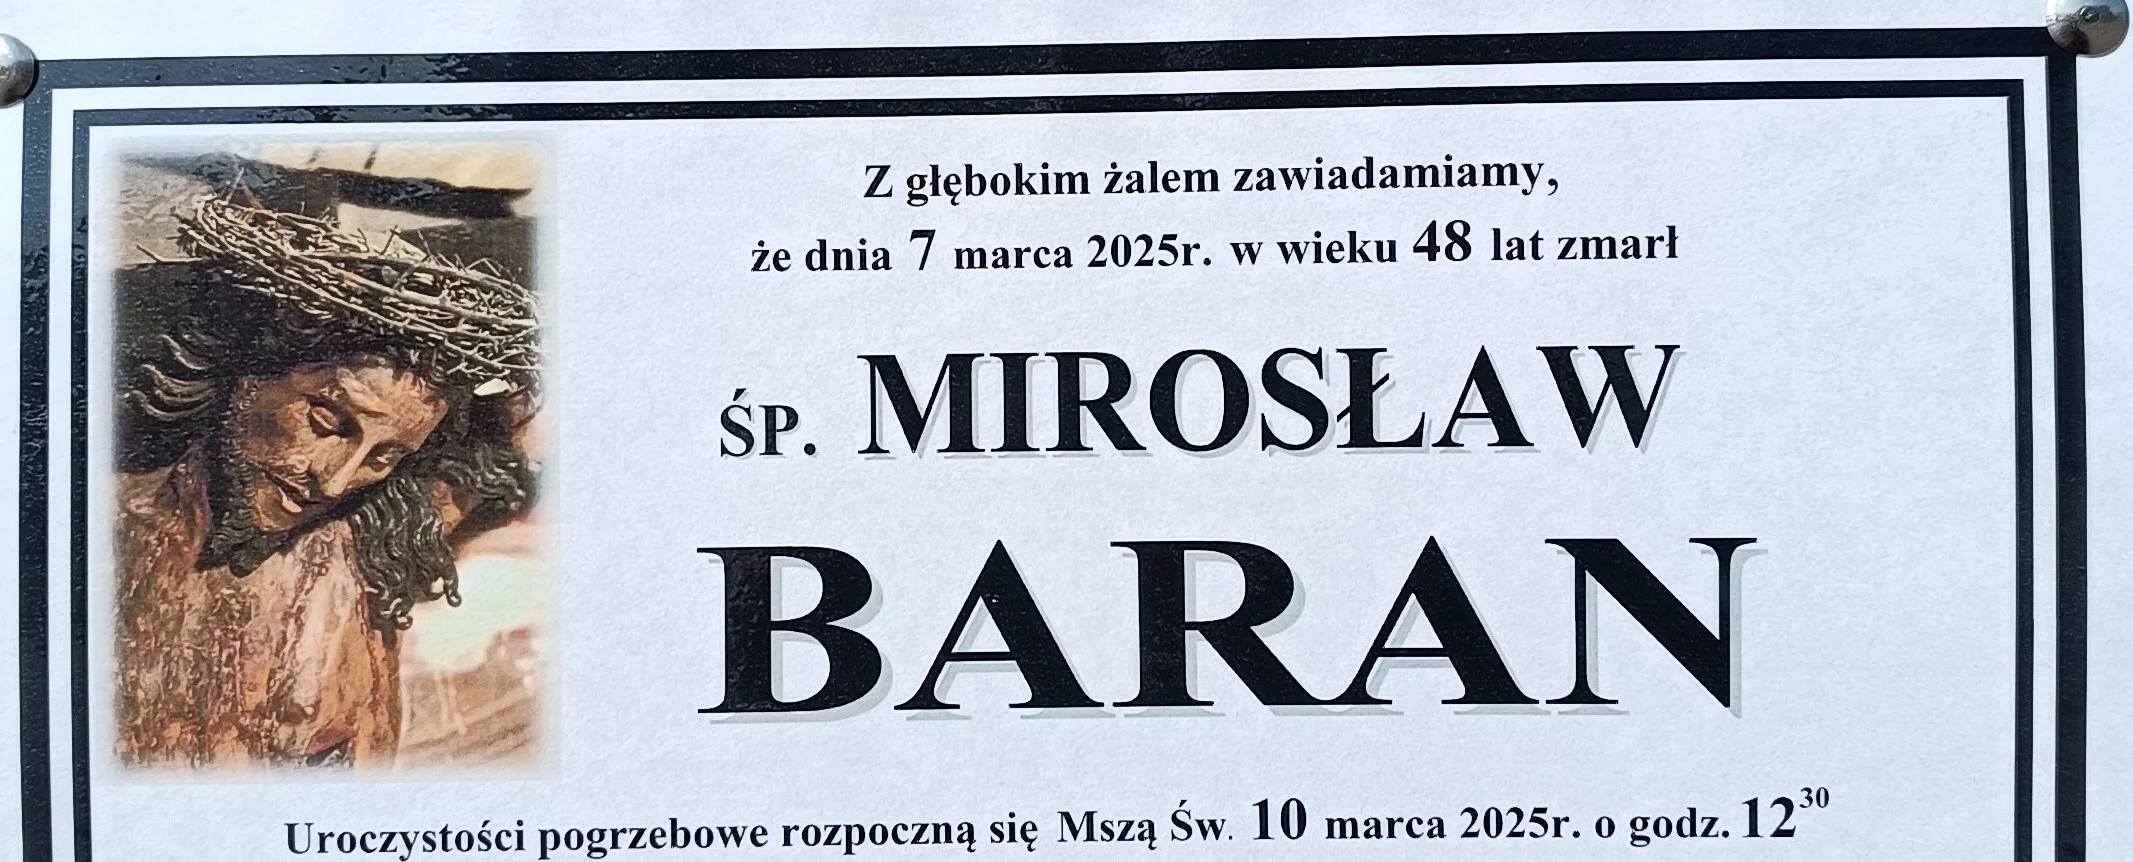 Z głębokim żalem zawiadamiamy,
że dnia 7 marca 2025r. w wieku 48 lat zmarł
ŚP. MIROSŁAW
BARAN
Uroczystości pogrzebowe rozpoczną się Mszą Św. 10 marca 2025r. o godz. 12³⁰